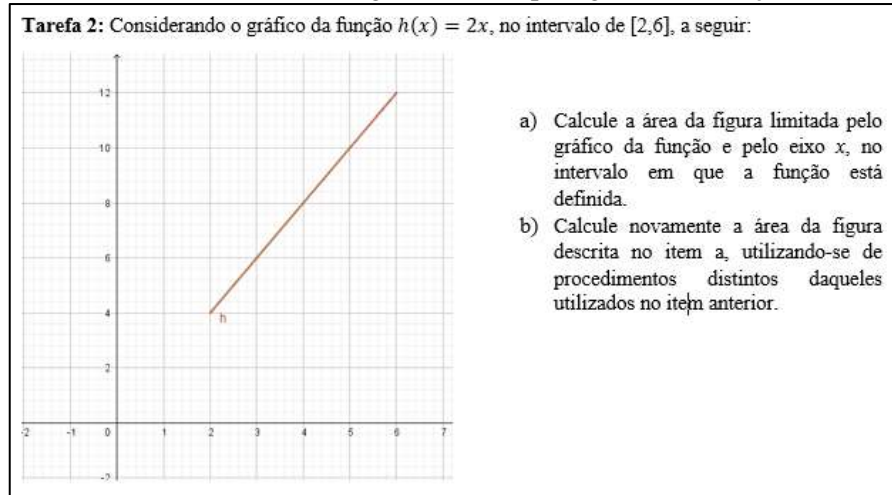 Tarefa 2: Considerando o gráfico da função h(x) = 2x, no intervalo de [2,6], a seguir:
a) Calcule a área da figura limitada pelo
gráfico da função e pelo eixo x, no
intervalo em que a função está
definida.
b) Calcule novamente a área da figura
descrita no item a, utilizando-se de
procedimentos distintos daqueles
utilizados no item anterior.
12
10
8
6
4
h
2
-2 -1 0 1 2 3 4 5 6 7
-2